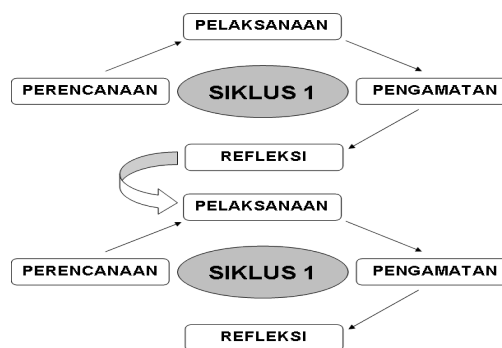 PELAKSANAAN
PERENCANAAN
SIKLUS 1
PENGAMATAN
REFLEKSI
PELAKSANAAN
PERENCANAAN
SIKLUS 1
PENGAMATAN
REFLEKSI